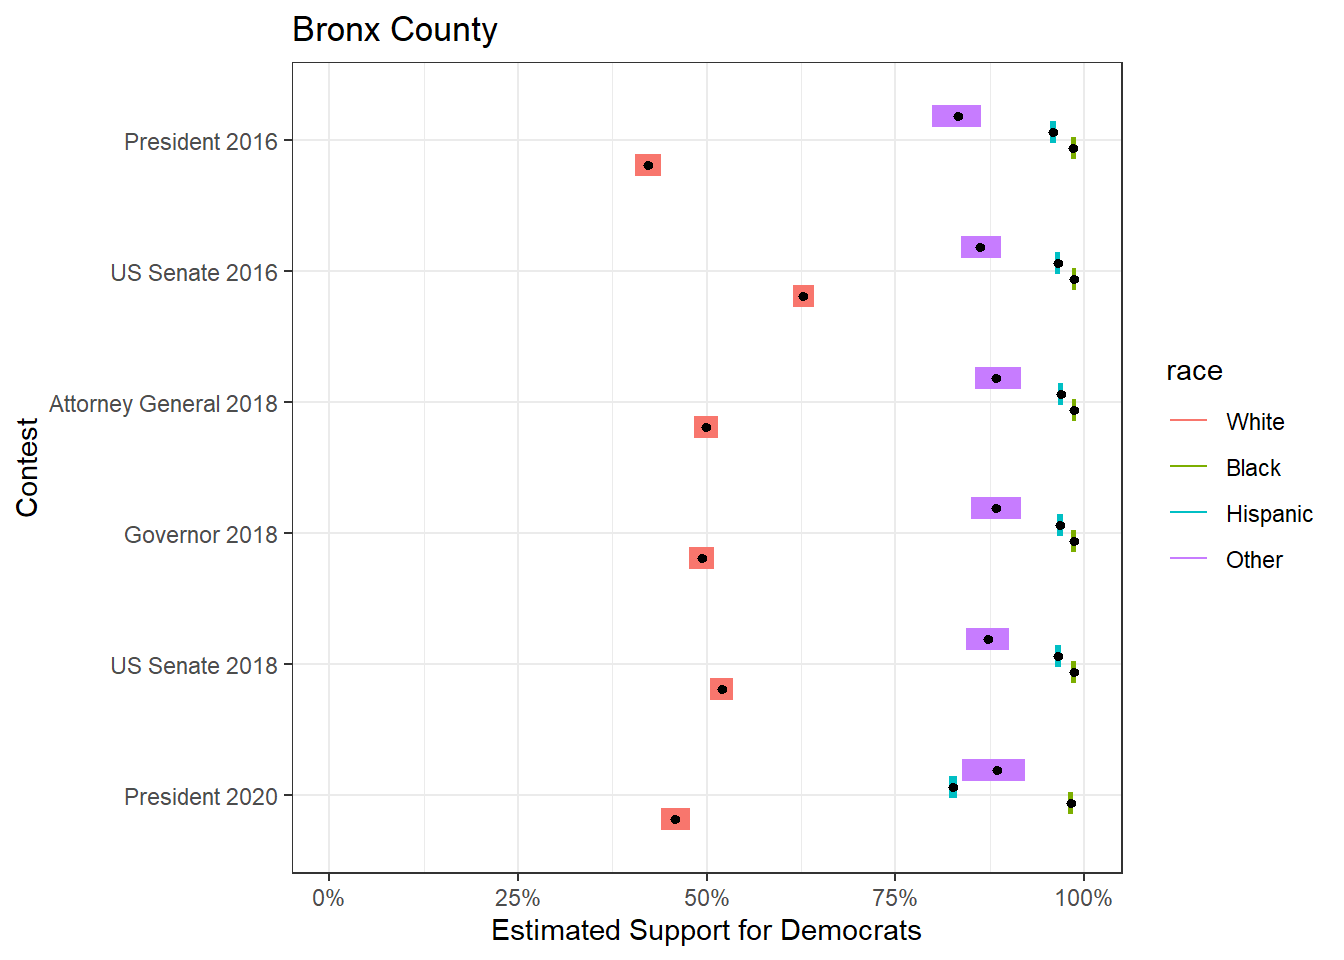 Bronx County
President 2016
US Senate 2016
Attorney General 2018
Governor 2018
US Senate 2018
President 2020
Contest
0% 25% 50% 75% 100%
Estimated Support for Democrats
race
White
Black
Hispanic
Other